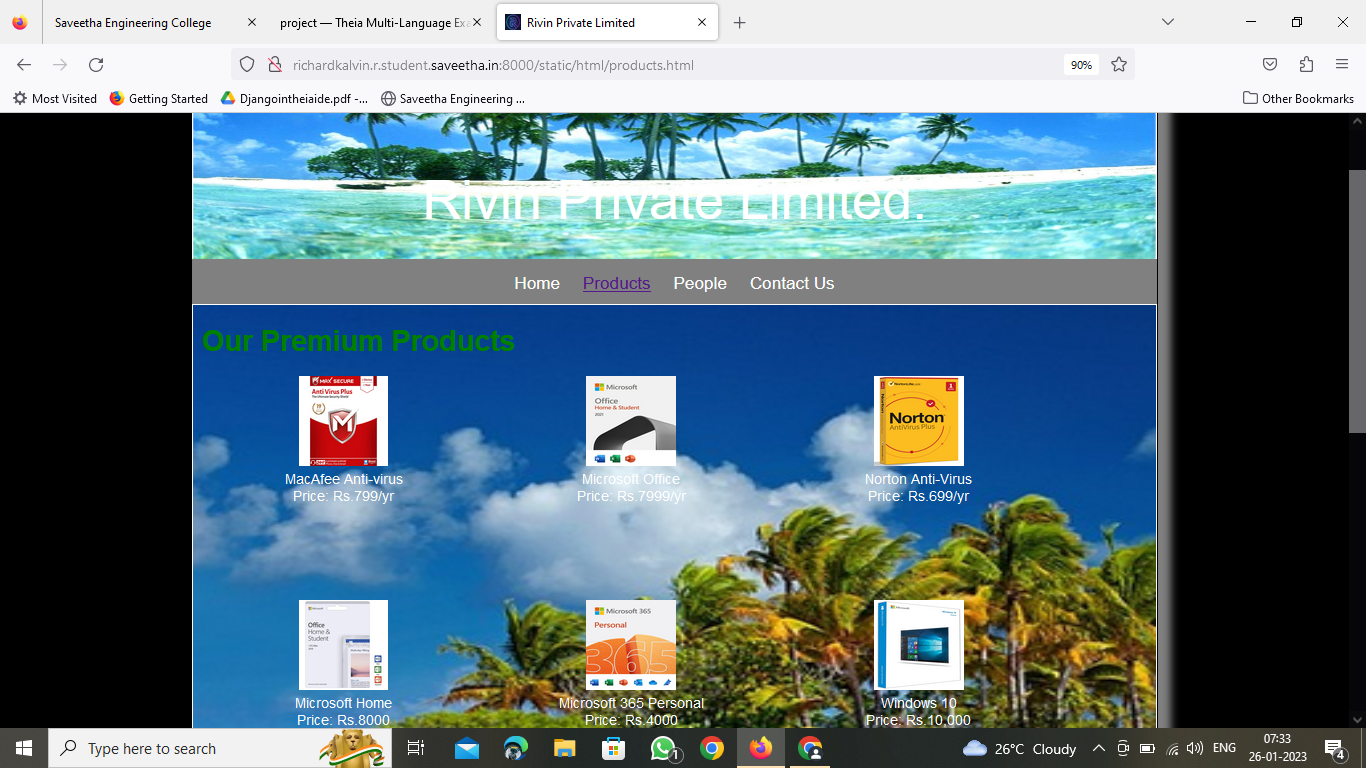 Saveetha Engineering College
project — Theia Multi-Language Exa
Rivin Private Limited
richardkalvin.r.student.saveetha.in:8000/static/html/products.html
90%
Most Visited
Getting Started
Djangointheiaide.pdf -...
Saveetha Engineering ...
Other Bookmarks
Rivin Private Limited.
Home Products People Contact Us
Our Premium Products
MAX SECURE
Anti Virus Plus
Microsoft
Office
Home & Student
2021
Norton
AntiVirus Plus
MacAfee Anti-virus
Price: Rs.799/yr
Microsoft Office
Price: Rs.7999/yr
Norton Anti-Virus
Price: Rs.699/yr
Office
Home &
Student
Microsoft 365
Personal
365
Microsoft Home
Price: Rs.8000
Microsoft 365 Personal
Price: Rs.4000
Windows 10
Price: Rs.10,000
Type here to search
1
26°C Cloudy
ENG
07:33
26-01-2023
4